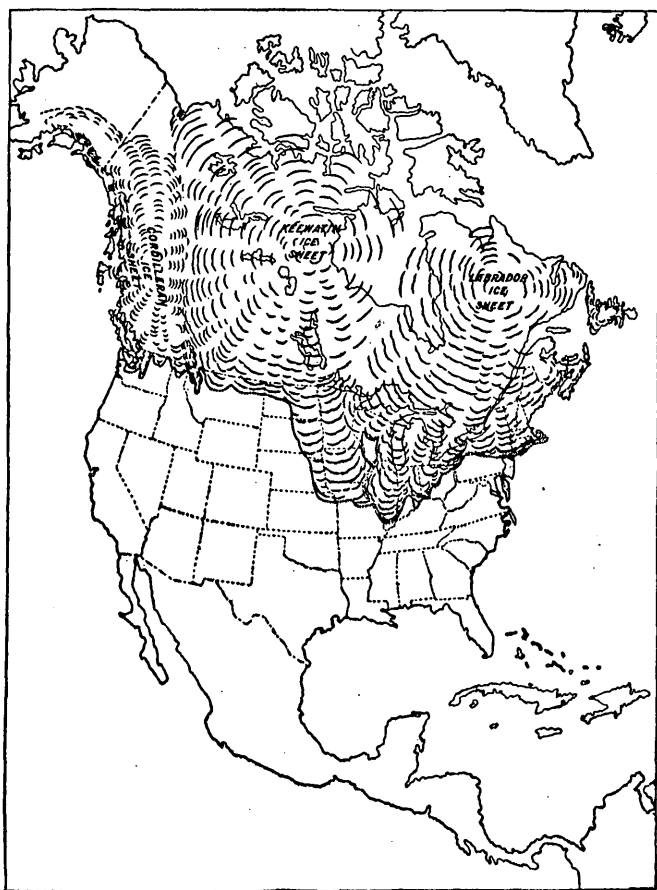 CORDILLERAN
ICE
SHEET
KEEWATIN
ICE
SHEET
LABRADOR
ICE
SHEET